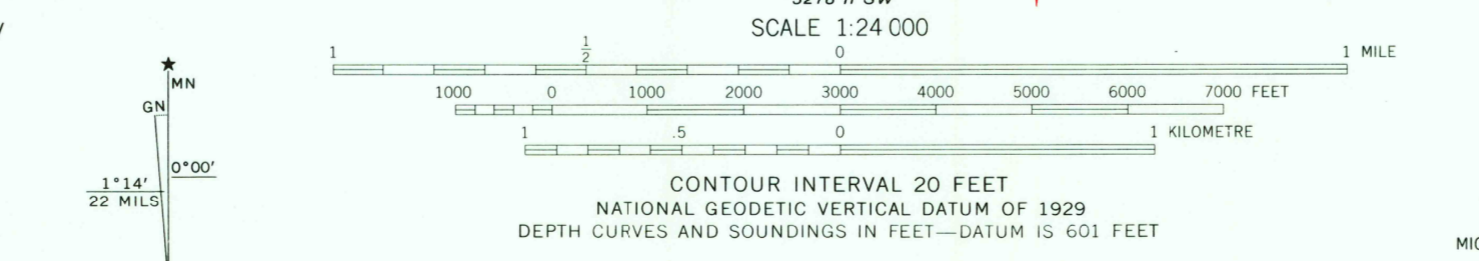 SCALE 1:24 000
1 1/2 0 1 MILE
1000 0 1000 2000 3000 4000 5000 6000 7000 FEET
1 .5 0 1 KILOMETRE
CONTOUR INTERVAL 20 FEET
NATIONAL GEODETIC VERTICAL DATUM OF 1929
DEPTH CURVES AND SOUNDINGS IN FEET—DATUM IS 601 FEET
★
MN
GN
0°00′
1°14′
22 MILS